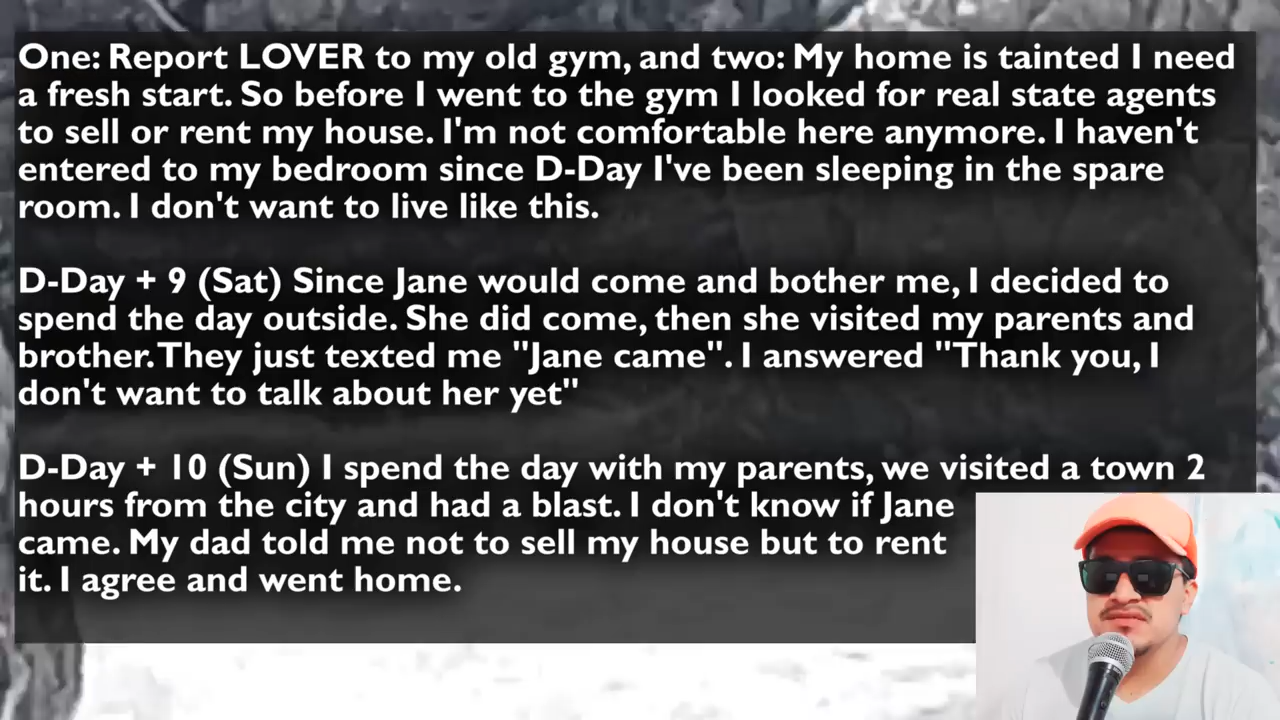 One: Report LOVER to my old gym, and two: My home is tainted I need
a fresh start. So before I went to the gym I looked for real state agents
to sell or rent my house. I'm not comfortable here anymore. I haven't
entered to my bedroom since D-Day I've been sleeping in the spare
room. I don't want to live like this.
D-Day + 9 (Sat) Since Jane would come and bother me, I decided to
spend the day outside. She did come, then she visited my parents and
brother. They just texted me "Jane came". I answered "Thank you, I
don't want to talk about her yet"
D-Day + 10 (Sun) I spend the day with my parents, we visited a town 2
hours from the city and had a blast. I don't know if Jane
came. My dad told me not to sell my house but to rent
it. I agree and went home.